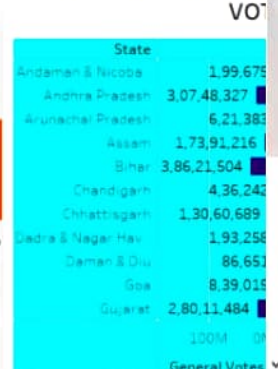 VOT
State
Andaman & Nicoba.. 1,99,675
Andhra Pradesh 3,07,48,327
Arunachal Pradesh 6,21,383
Assam 1,73,91,216
Bihar 3,86,21,504
Chandigarh 4,36,242
Chhattisgarh 1,30,60,689
Dadra & Nagar Hav.. 1,93,258
Daman & Diu 86,651
Goa 8,39,019
Gujarat 2,80,11,484
100M 0M
General Votes